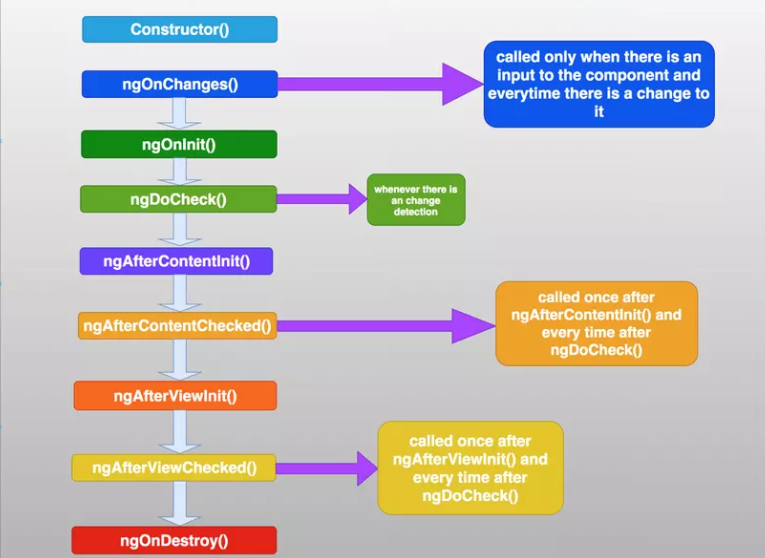 Constructor()
ngOnChanges()
called only when there is an
input to the component and
everytime there is a change to
it
ngOnInit()
ngDoCheck()
whenever there is
an change
detection
ngAfterContentInit()
ngAfterContentChecked()
called once after
ngAfterContentInit() and
every time after
ngDoCheck()
ngAfterViewInit()
ngAfterViewChecked()
called once after
ngAfterViewInit() and
every time after
ngDoCheck()
ngOnDestroy()